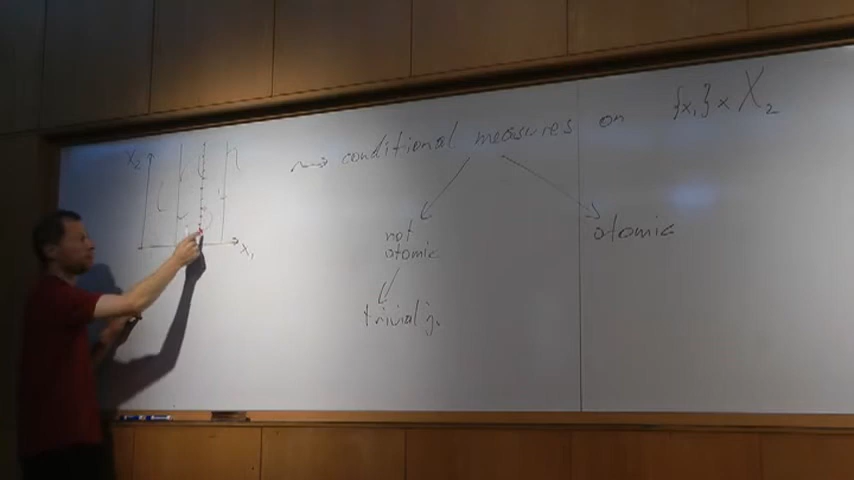 X₂
X₁
⇝ conditional measures on {x₁} × X₂
not
atomic
atomic
trivial j.